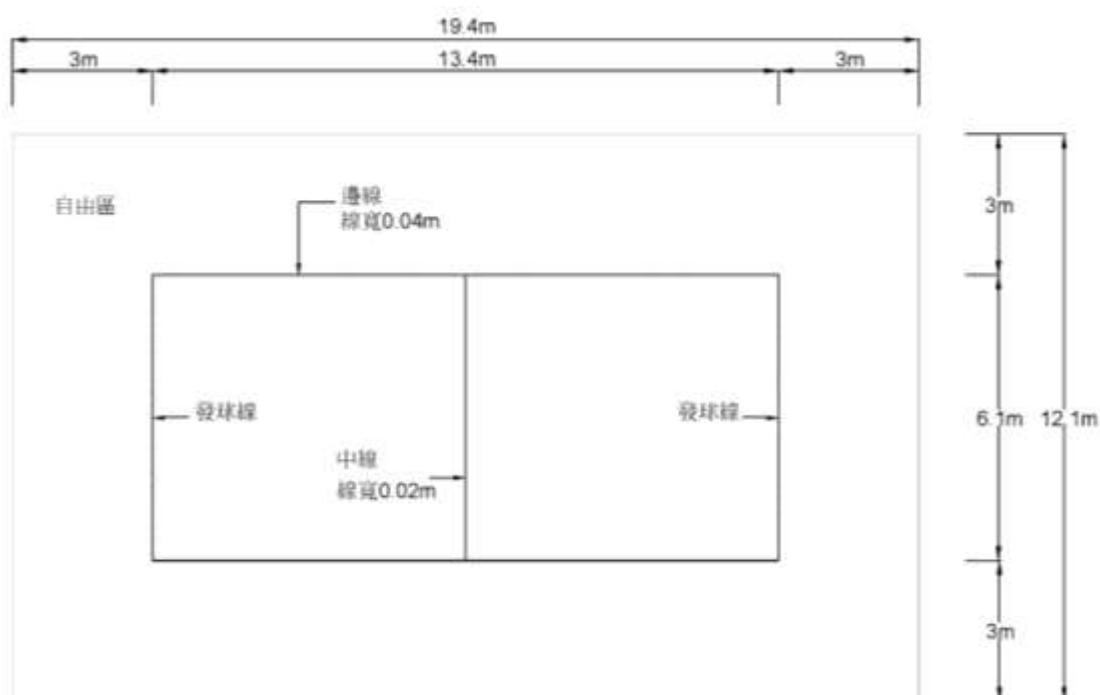 19.4m
3m
13.4m
3m
自由區
邊線
線寬0.04m
3m
發球線
發球線
6.1m
12.1m
中線
線寬0.02m
3m